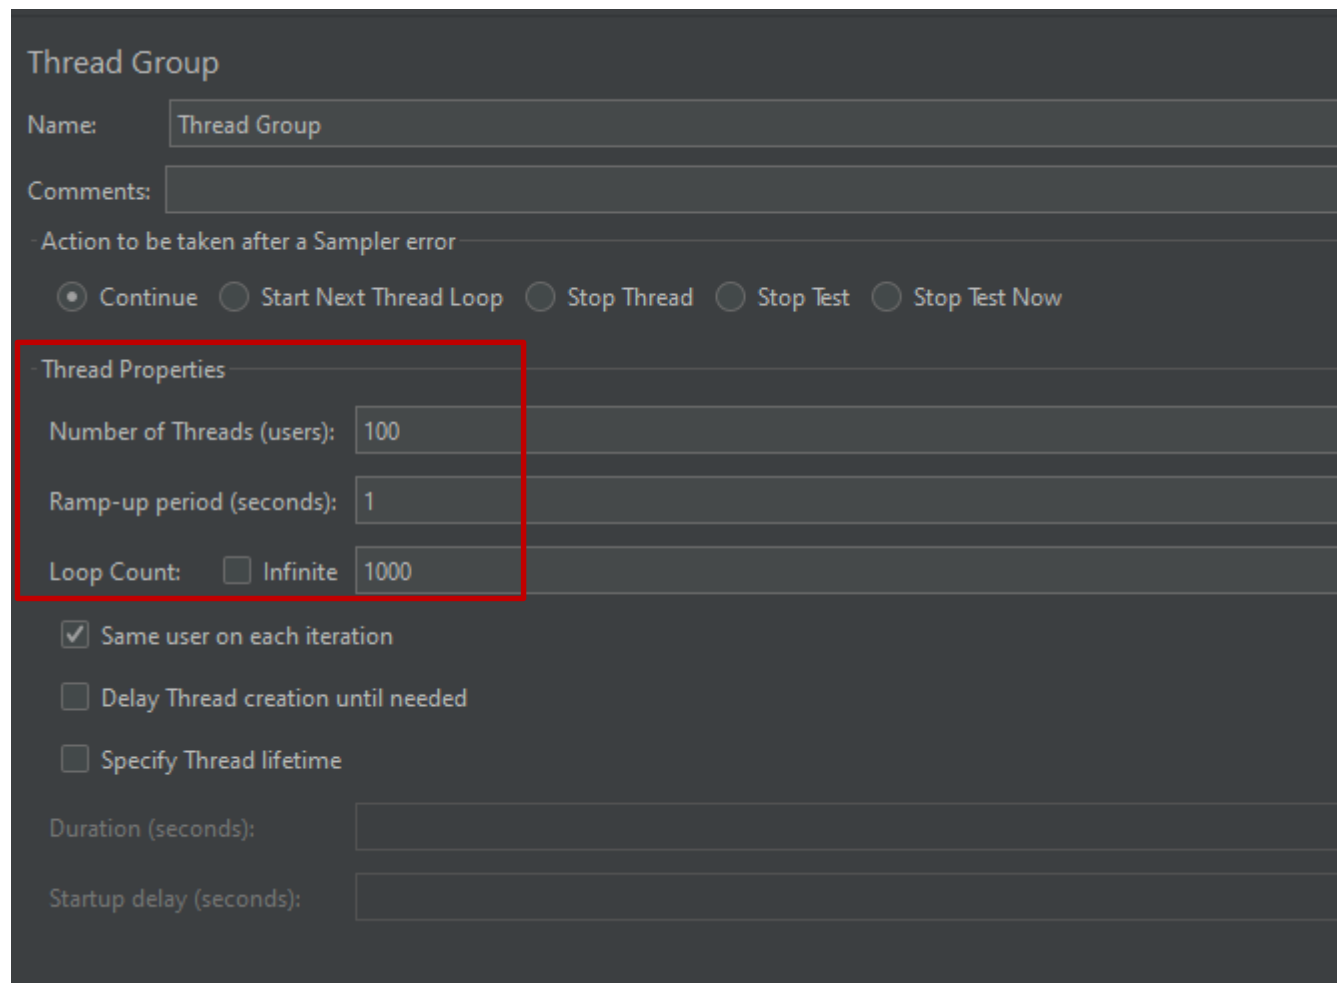 Thread Group
Name: Thread Group
Comments:
Action to be taken after a Sampler error
Continue Start Next Thread Loop Stop Thread Stop Test Stop Test Now
Thread Properties
Number of Threads (users): 100
Ramp-up period (seconds): 1
Loop Count: Infinite 1000
Same user on each iteration
Delay Thread creation until needed
Specify Thread lifetime
Duration (seconds):
Startup delay (seconds):